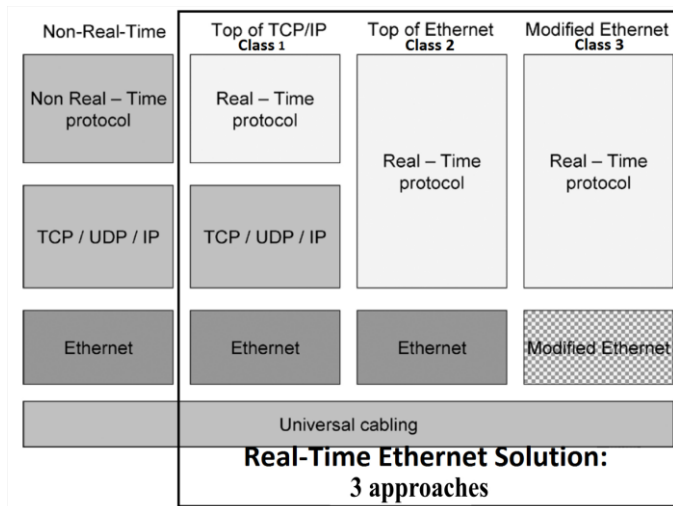 Non-Real-Time
Top of TCP/IP
Class 1
Top of Ethernet
Class 2
Modified Ethernet
Class 3
Non Real – Time
protocol
Real – Time
protocol
Real – Time
protocol
Real – Time
protocol
TCP / UDP / IP
TCP / UDP / IP
Ethernet
Ethernet
Ethernet
Modified Ethernet
Universal cabling
Real-Time Ethernet Solution:
3 approaches